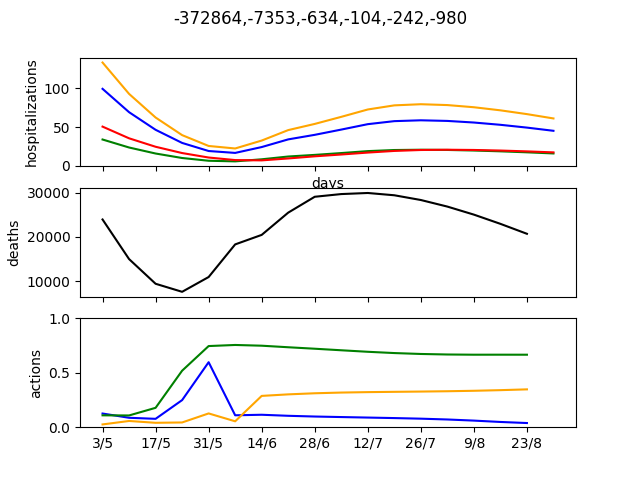 -372864,-7353,-634,-104,-242,-980
hospitalizations
100
50
0
days
deaths
30000
20000
10000
actions
1.0
0.5
0.0
3/5 17/5 31/5 14/6 28/6 12/7 26/7 9/8 23/8